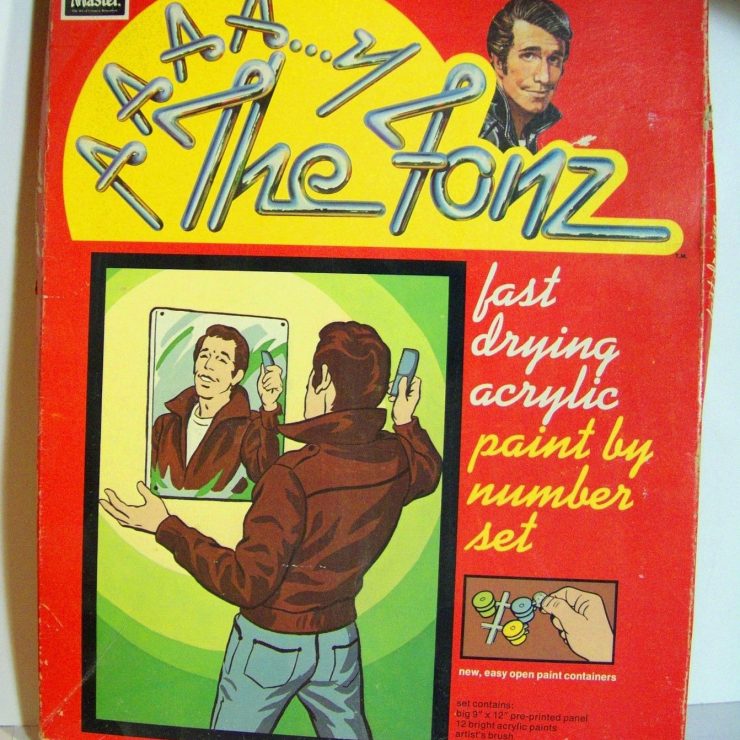 Master.
A A A A...y
The Fonz
T.M.
fast
drying
acrylic
paint by
number
set
new, easy open paint containers
set contains:
big 9" x 12" pre-printed panel
12 bright acrylic paints
artist's brush